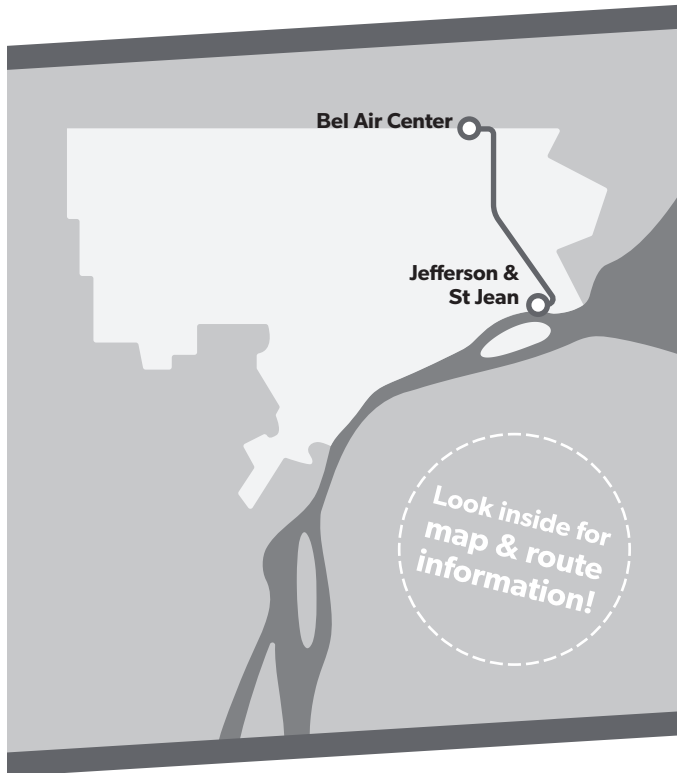 Bel Air Center
Jefferson &
St Jean
Look inside for
map & route
information!